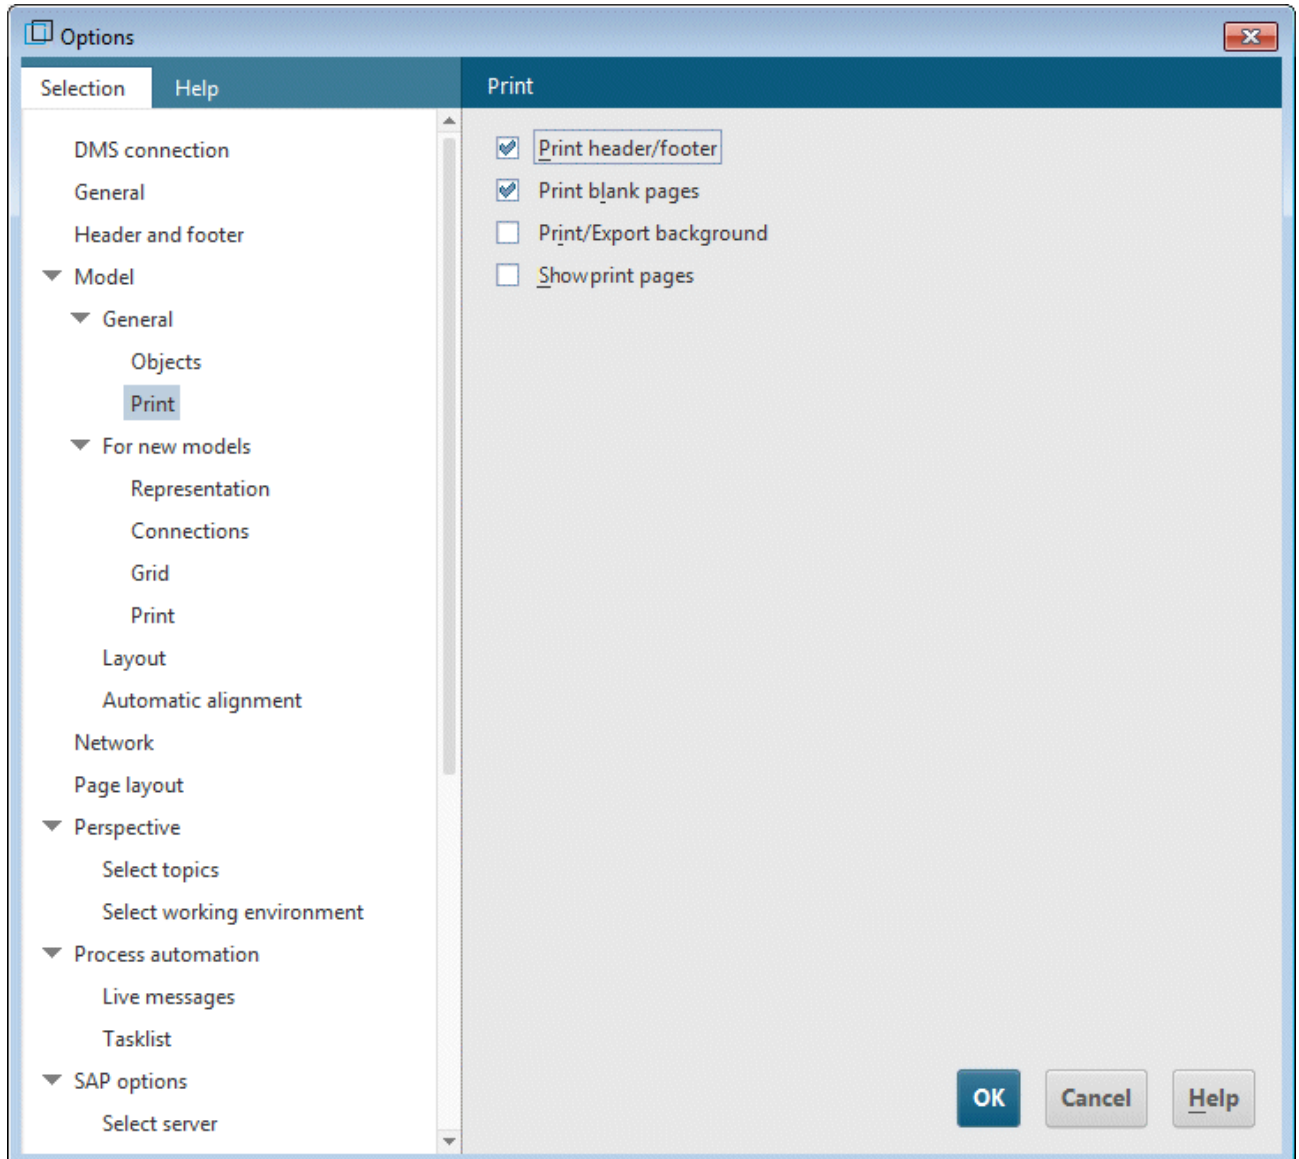 Options
Selection Help
DMS connection
General
Header and footer
Model
General
Objects
Print
For new models
Representation
Connections
Grid
Print
Layout
Automatic alignment
Network
Page layout
Perspective
Select topics
Select working environment
Process automation
Live messages
Tasklist
SAP options
Select server
Print
Print header/footer
Print blank pages
Print/Export background
Show print pages
OK Cancel Help